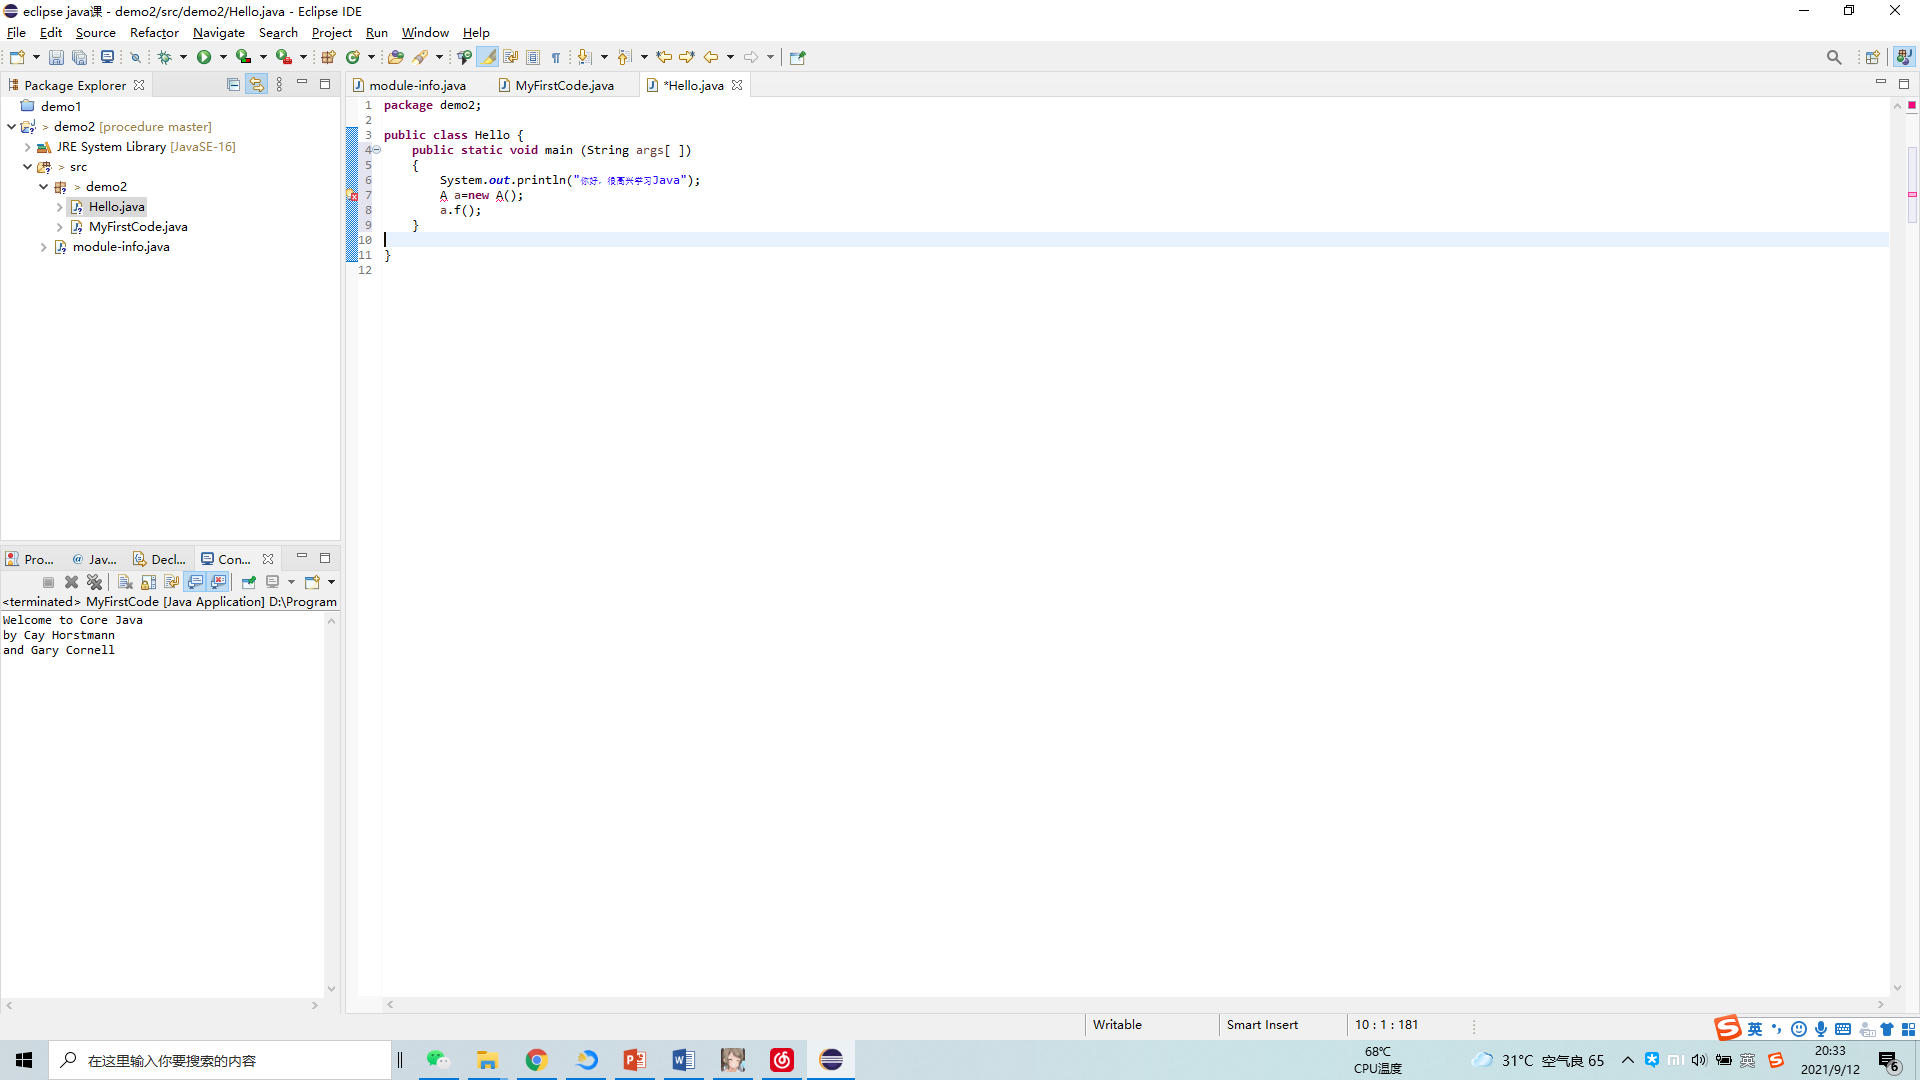 eclipse java课 - demo2/src/demo2/Hello.java - Eclipse IDE
File Edit Source Refactor Navigate Search Project Run Window Help
Package Explorer
demo1
> demo2 [procedure master]
JRE System Library [JavaSE-16]
> src
> demo2
Hello.java
MyFirstCode.java
module-info.java
module-info.java MyFirstCode.java *Hello.java
1 package demo2;
2
3 public class Hello {
4 public static void main (String args[ ])
5 {
6 System.out.println("你好，很高兴学习Java");
7 A a=new A();
8 a.f();
9 }
10
11 }
12
Pro... Jav... Decl... Con...
<terminated> MyFirstCode [Java Application] D:\Program
Welcome to Core Java
by Cay Horstmann
and Gary Cornell
Writable Smart Insert 10 : 1 : 181
英
在这里输入你要搜索的内容
68℃
CPU温度
31°C 空气良 65
英
20:33
2021/9/12
6